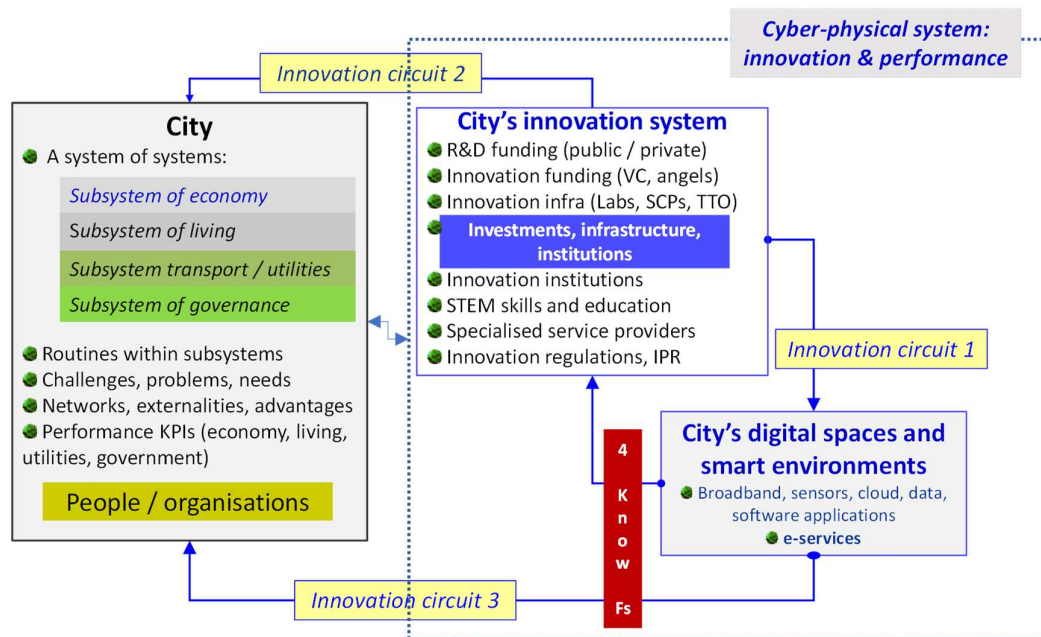 Cyber-physical system:
innovation & performance
Innovation circuit 2
City
A system of systems:
Subsystem of economy
Subsystem of living
Subsystem transport / utilities
Subsystem of governance
Routines within subsystems
Challenges, problems, needs
Networks, externalities, advantages
Performance KPIs (economy, living,
utilities, government)
People / organisations
City's innovation system
R&D funding (public / private)
Innovation funding (VC, angels)
Innovation infra (Labs, SCPs, TTO)
Investments, infrastructure,
institutions
Innovation institutions
STEM skills and education
Specialised service providers
Innovation regulations, IPR
Innovation circuit 1
City's digital spaces and
smart environments
Broadband, sensors, cloud, data,
software applications
e-services
4
K
n
o
w
Fs
Innovation circuit 3